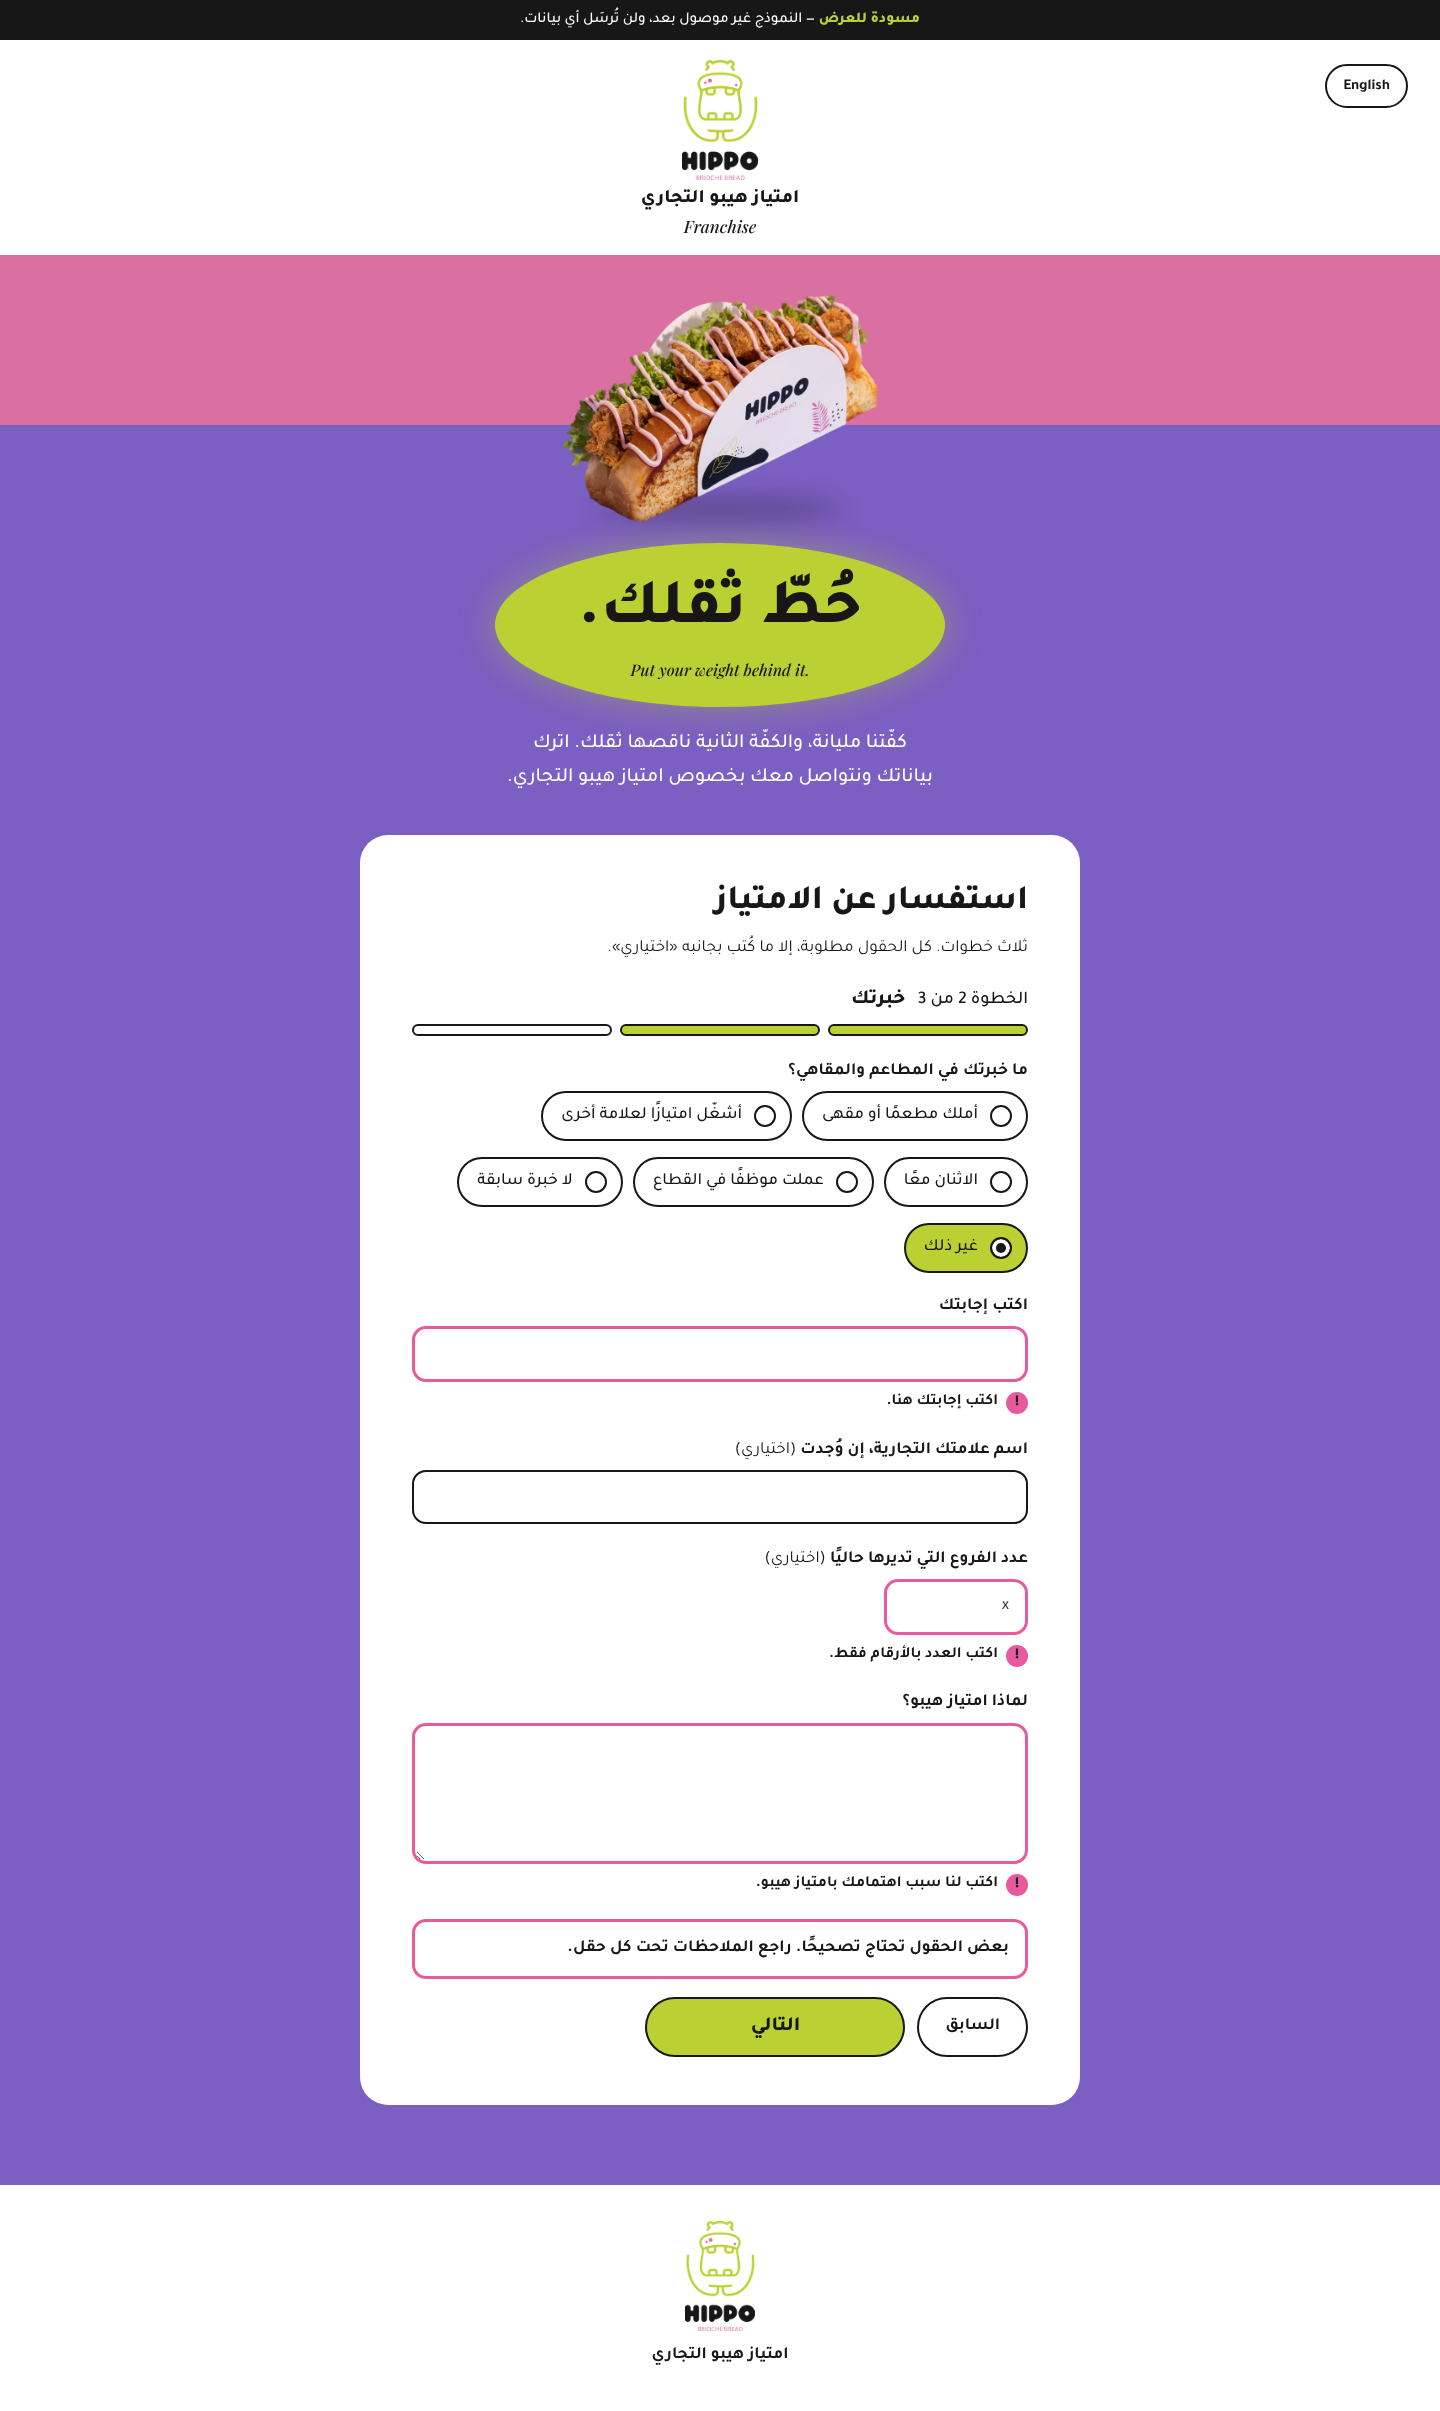 مسودة للعرض – النموذج غير موصول بعد، ولن تُرسَل أي بيانات.
English
HIPPO
BRIOCHE BREAD
امتياز هيبو التجاري
Franchise
HIPPO
BRIOCHE BREAD
حُطّ ثقلك.
Put your weight behind it.
كفّتنا مليانة، والكفّة الثانية ناقصها ثقلك. اترك
بياناتك ونتواصل معك بخصوص امتياز هيبو التجاري.
استفسار عن الامتياز
ثلاث خطوات. كل الحقول مطلوبة، إلا ما كُتب بجانبه «اختياري».
الخطوة 2 من 3 خبرتك
ما خبرتك في المطاعم والمقاهي؟
أملك مطعمًا أو مقهى
أشغّل امتيازًا لعلامة أخرى
الاثنان معًا
عملت موظفًا في القطاع
لا خبرة سابقة
غير ذلك
اكتب إجابتك
! اكتب إجابتك هنا.
اسم علامتك التجارية، إن وُجدت (اختياري)
عدد الفروع التي تديرها حاليًا (اختياري)
x
! اكتب العدد بالأرقام فقط.
لماذا امتياز هيبو؟
! اكتب لنا سبب اهتمامك بامتياز هيبو.
بعض الحقول تحتاج تصحيحًا. راجع الملاحظات تحت كل حقل.
السابق
التالي
HIPPO
BRIOCHE BREAD
امتياز هيبو التجاري